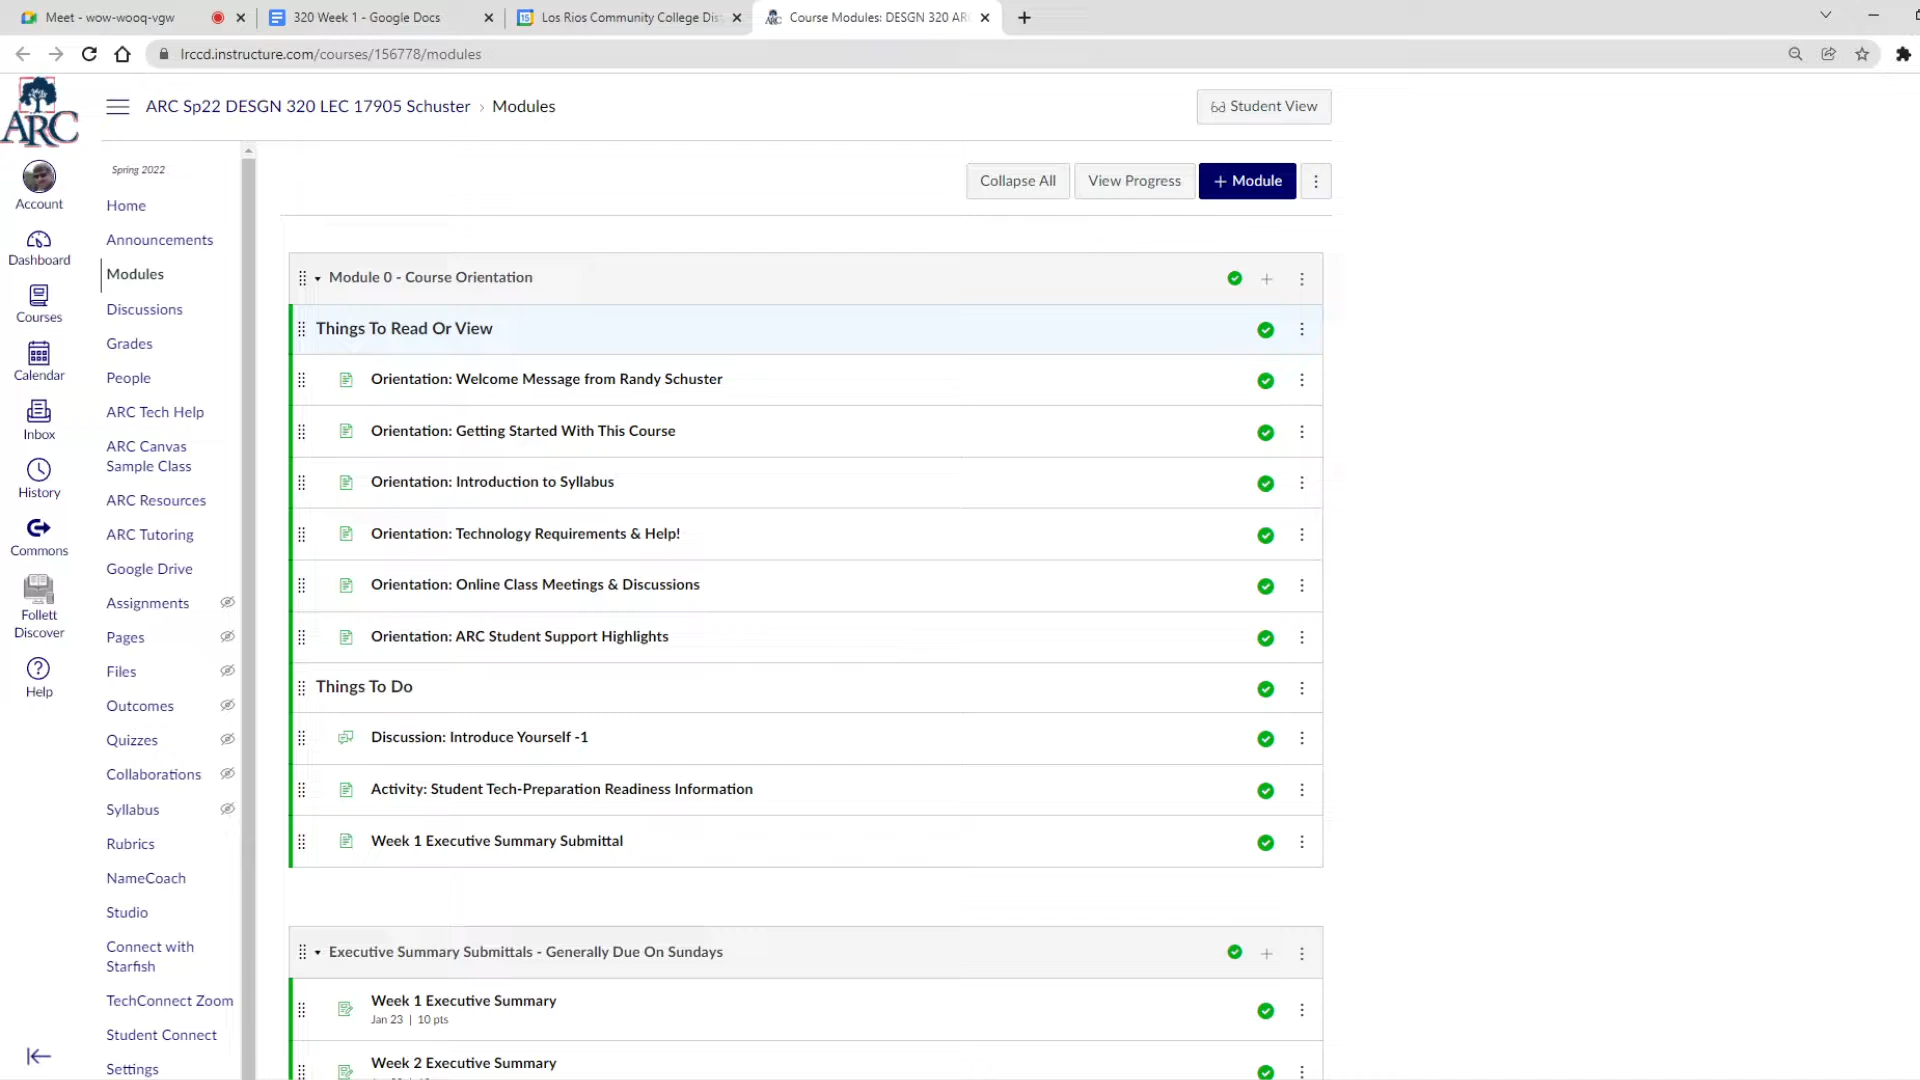 Meet - wow-wooq-vgw
320 Week 1 - Google Docs
Los Rios Community College Dis
Course Modules: DESGN 320 AR
lrccd.instructure.com/courses/156778/modules
ARC
ARC Sp22 DESGN 320 LEC 17905 Schuster › Modules
Student View
Account
Dashboard
Courses
Calendar
Inbox
History
Commons
Follett
Discover
Help
Spring 2022
Home
Announcements
Modules
Discussions
Grades
People
ARC Tech Help
ARC Canvas
Sample Class
ARC Resources
ARC Tutoring
Google Drive
Assignments
Pages
Files
Outcomes
Quizzes
Collaborations
Syllabus
Rubrics
NameCoach
Studio
Connect with
Starfish
TechConnect Zoom
Student Connect
Settings
Collapse All
View Progress
+ Module
Module 0 - Course Orientation
Things To Read Or View
Orientation: Welcome Message from Randy Schuster
Orientation: Getting Started With This Course
Orientation: Introduction to Syllabus
Orientation: Technology Requirements & Help!
Orientation: Online Class Meetings & Discussions
Orientation: ARC Student Support Highlights
Things To Do
Discussion: Introduce Yourself -1
Activity: Student Tech-Preparation Readiness Information
Week 1 Executive Summary Submittal
Executive Summary Submittals - Generally Due On Sundays
Week 1 Executive Summary
Jan 23 | 10 pts
Week 2 Executive Summary